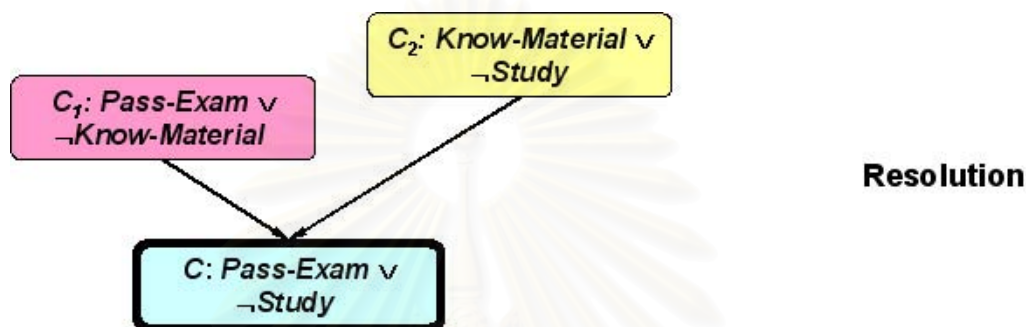 C₂: Know-Material ∨
¬Study
C₁: Pass-Exam ∨
¬Know-Material
Resolution
C: Pass-Exam ∨
¬Study